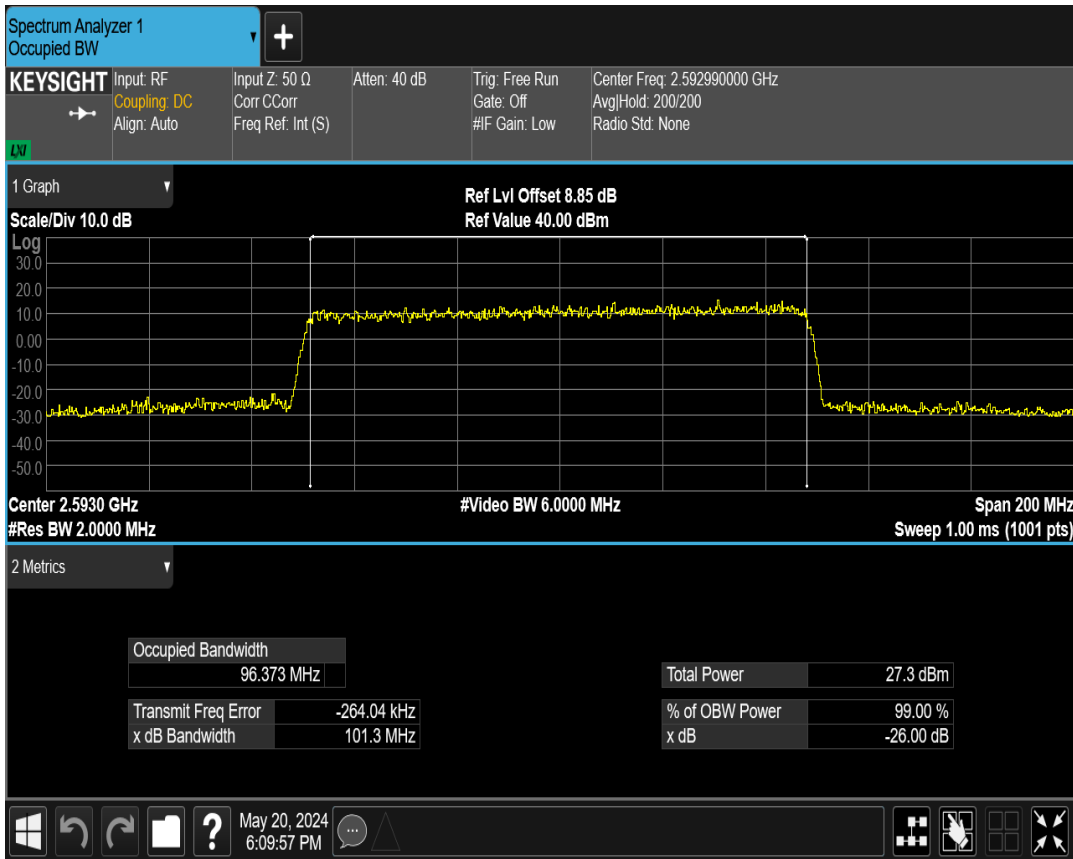 Spectrum Analyzer 1
Occupied BW
KEYSIGHT
LXI
Input: RF
Coupling: DC
Align: Auto
Input Z: 50 Ω
Corr CCorr
Freq Ref: Int (S)
Atten: 40 dB
Trig: Free Run
Gate: Off
#IF Gain: Low
Center Freq: 2.592990000 GHz
Avg|Hold: 200/200
Radio Std: None
1 Graph
Scale/Div 10.0 dB
Ref Lvl Offset 8.85 dB
Ref Value 40.00 dBm
Log
30.0
20.0
10.0
0.00
-10.0
-20.0
-30.0
-40.0
-50.0
Center 2.5930 GHz
#Video BW 6.0000 MHz
Span 200 MHz
#Res BW 2.0000 MHz
Sweep 1.00 ms (1001 pts)
2 Metrics
Occupied Bandwidth
96.373 MHz
Total Power 27.3 dBm
Transmit Freq Error -264.04 kHz
% of OBW Power 99.00 %
x dB Bandwidth 101.3 MHz
x dB -26.00 dB
?
May 20, 2024
6:09:57 PM